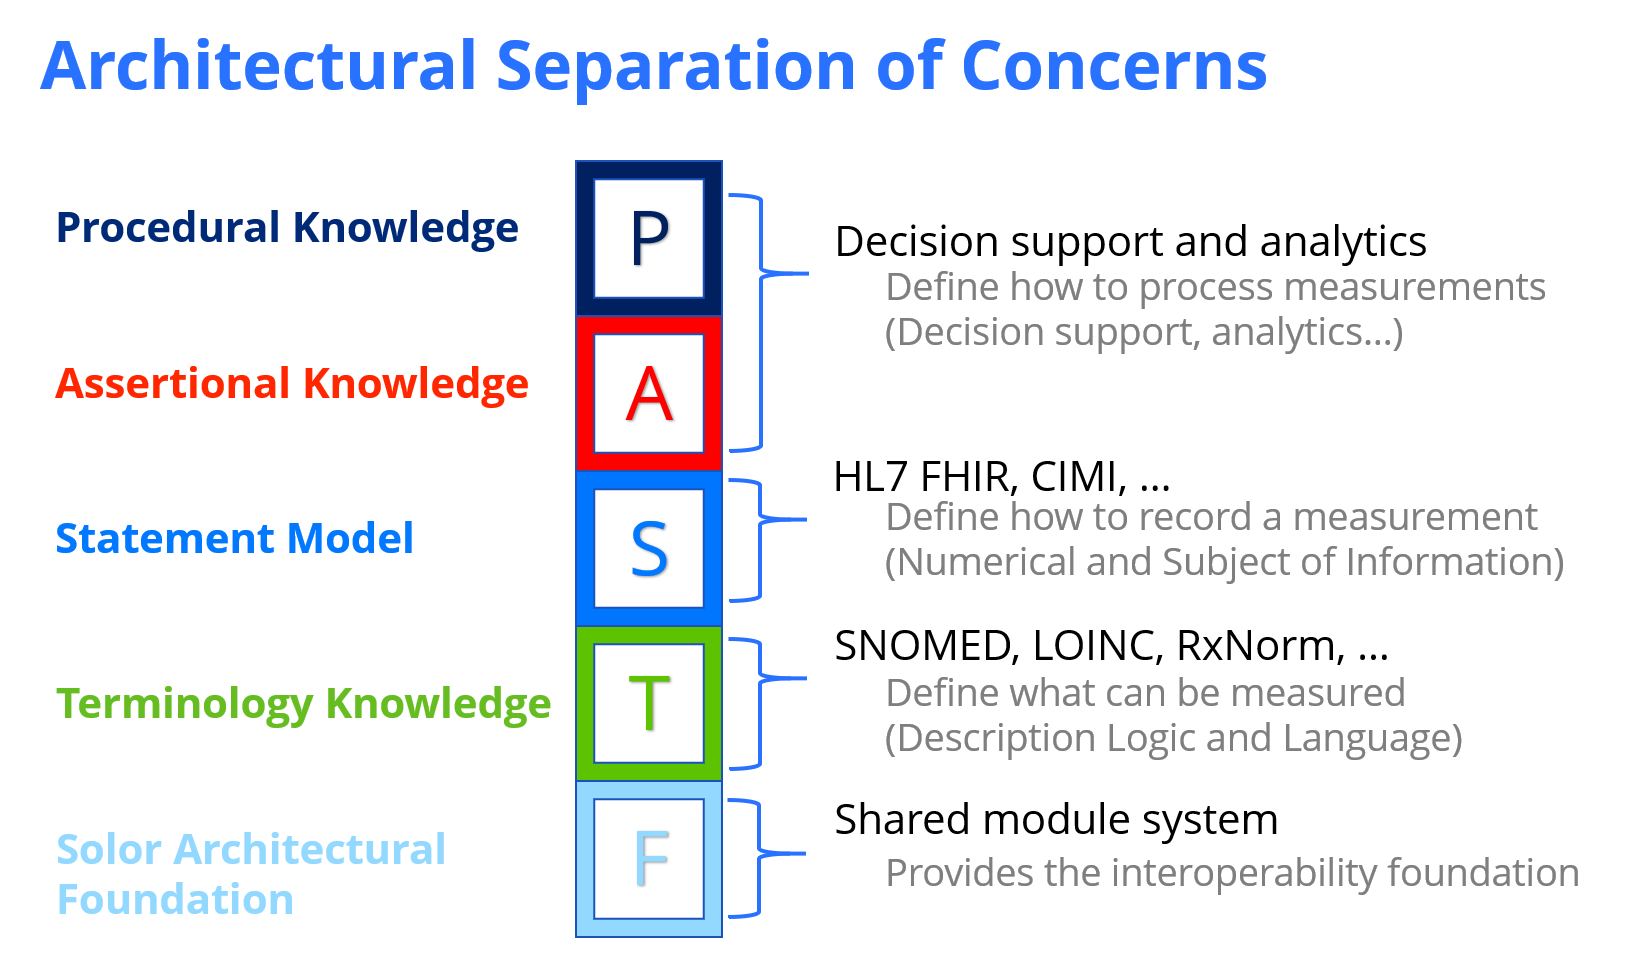 Architectural Separation of Concerns
Procedural Knowledge
P
Decision support and analytics
Define how to process measurements
(Decision support, analytics...)
Assertional Knowledge
A
HL7 FHIR, CIMI, ...
Define how to record a measurement
(Numerical and Subject of Information)
Statement Model
S
SNOMED, LOINC, RxNorm, ...
Define what can be measured
(Description Logic and Language)
Terminology Knowledge
T
Shared module system
Provides the interoperability foundation
Solor Architectural
Foundation
F